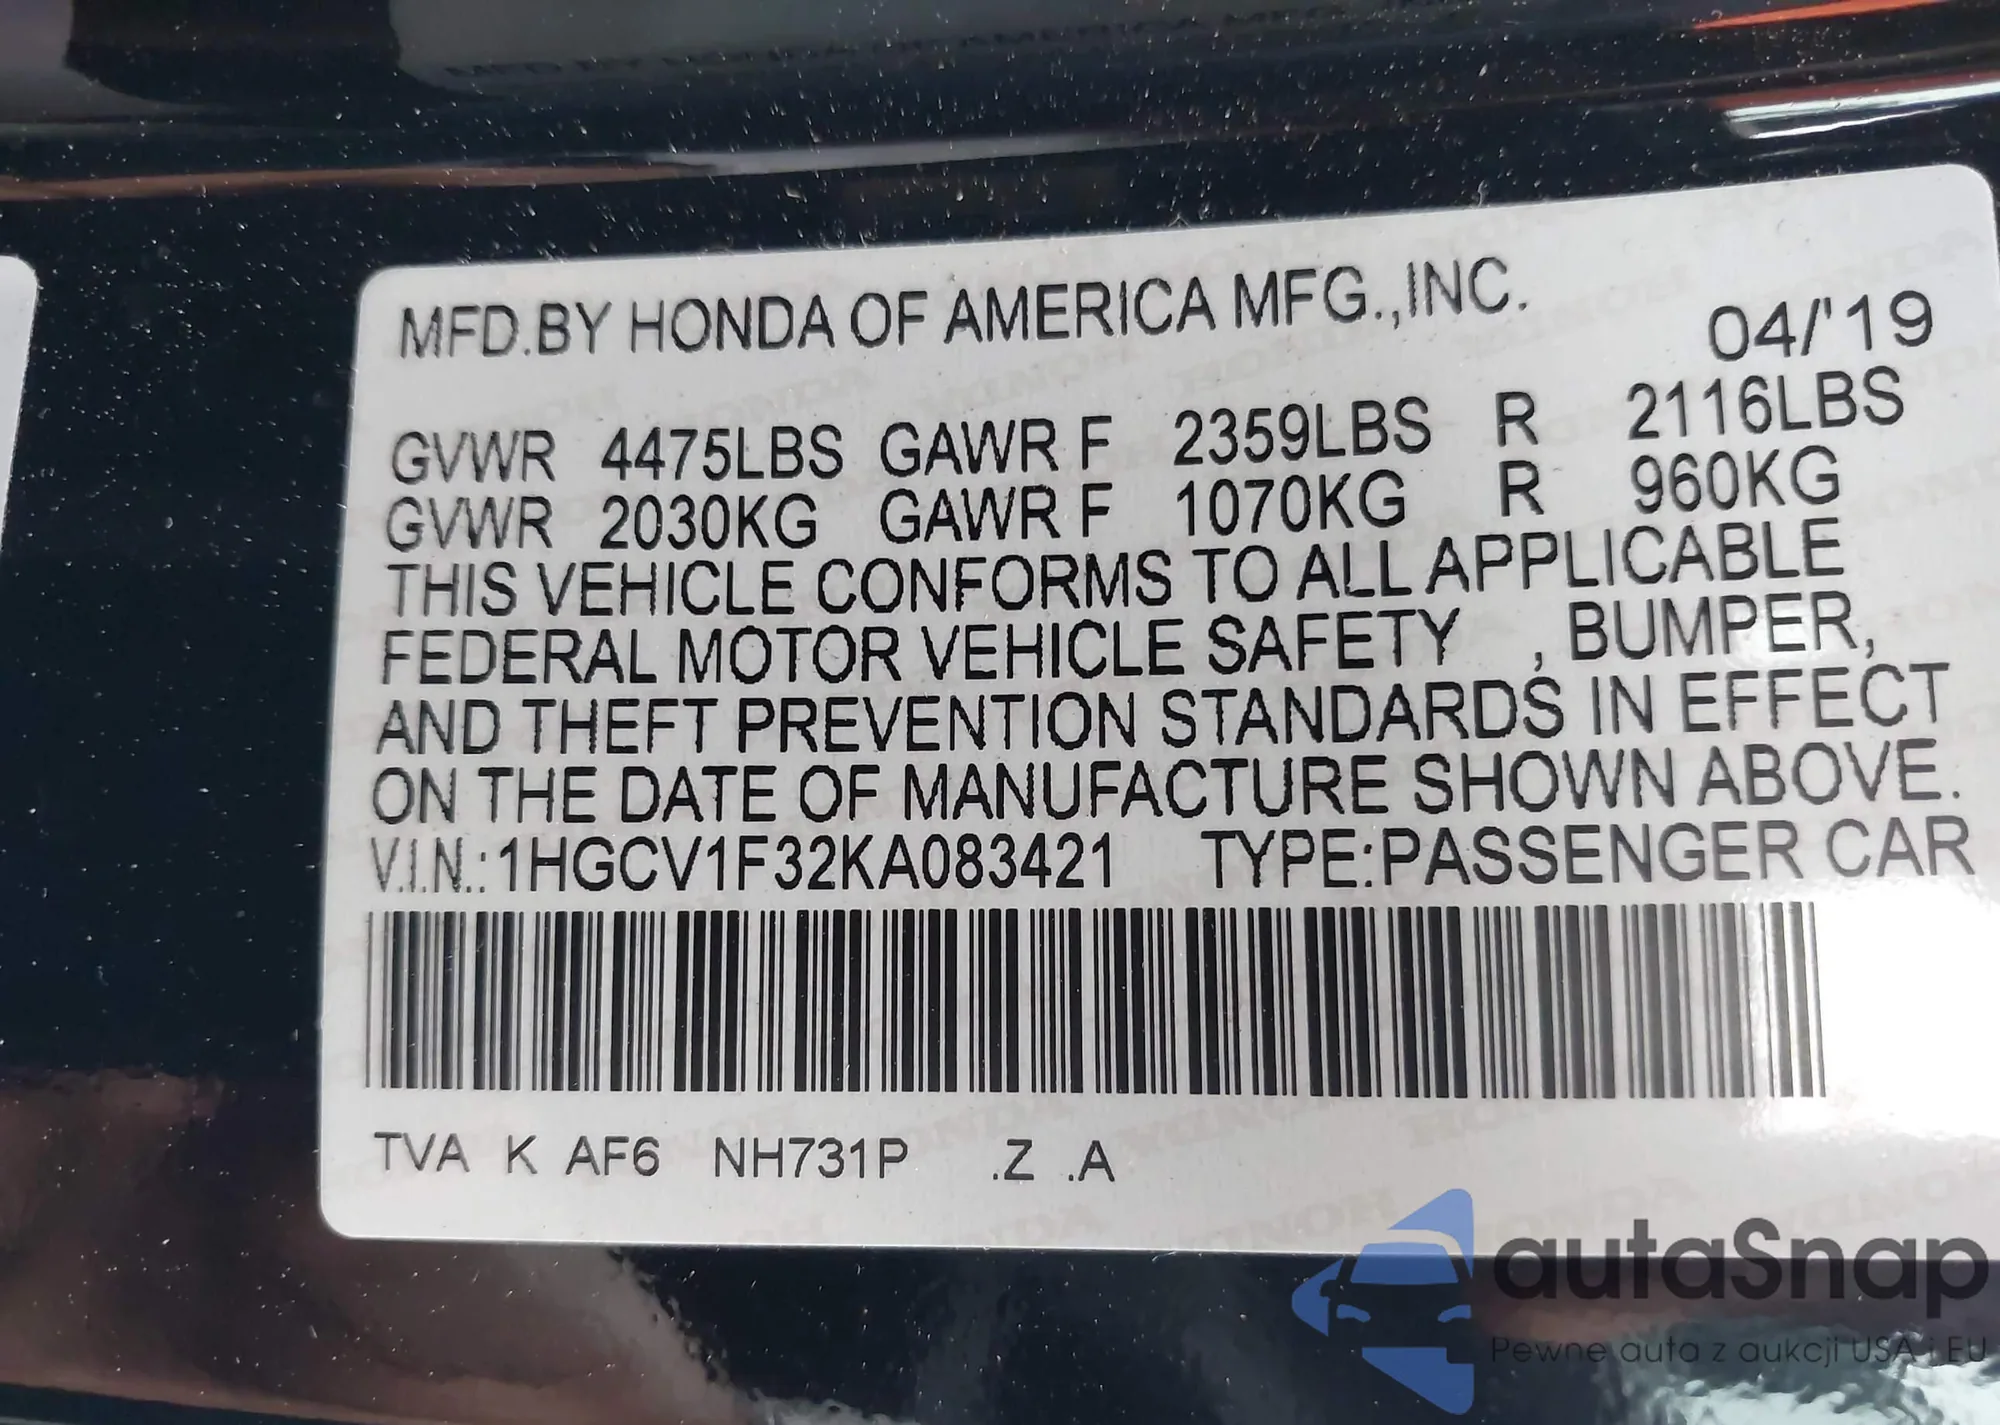 MFD.BY HONDA OF AMERICA MFG.,INC. 04/'19
GVWR 4475LBS GAWR F 2359LBS R 2116LBS
GVWR 2030KG GAWR F 1070KG R 960KG
THIS VEHICLE CONFORMS TO ALL APPLICABLE
FEDERAL MOTOR VEHICLE SAFETY , BUMPER,
AND THEFT PREVENTION STANDARDS IN EFFECT
ON THE DATE OF MANUFACTURE SHOWN ABOVE.
V.I.N.:1HGCV1F32KA083421 TYPE:PASSENGER CAR
TVA K AF6 NH731P .Z .A
autaSnap
Pewne auta z aukcji USA i EU